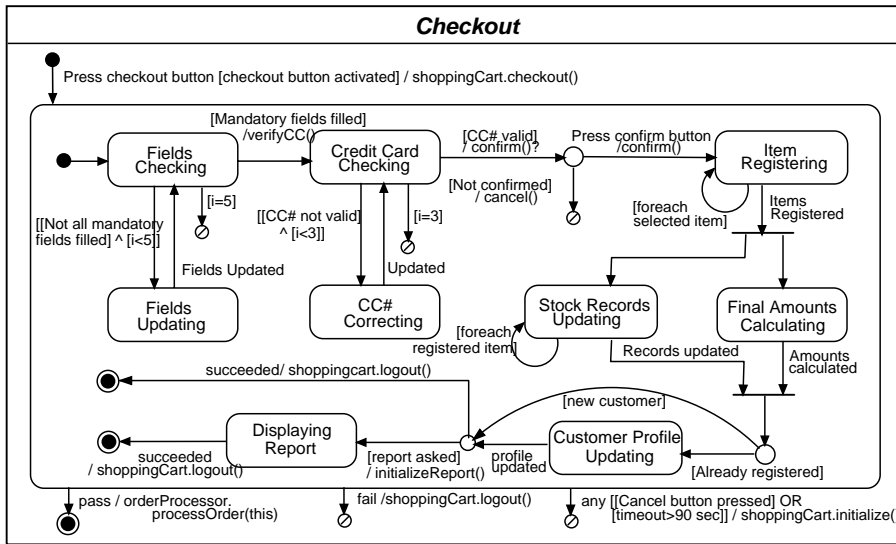 Checkout
Press checkout button [checkout button activated] / shoppingCart.checkout()
[Mandatory fields filled]
/verifyCC()
Fields
Checking
Credit Card
Checking
[CC# valid]
/ confirm()?
Press confirm button
/confirm()
Item
Registering
[i=5]
[[Not all mandatory
fields filled] ^ [i<5]]
Fields Updated
[[CC# not valid]
^ [i<3]]
[i=3]
Updated
[Not confirmed]
/ cancel()
[foreach
selected item]
Items
Registered
Fields
Updating
CC#
Correcting
Stock Records
Updating
Final Amounts
Calculating
[foreach
registered item]
Records updated
Amounts
calculated
succeeded/ shoppingcart.logout()
[new customer]
Displaying
Report
succeeded
/ shoppingCart.logout()
[report asked]
/ initializeReport()
profile
updated
Customer Profile
Updating
[Already registered]
pass / orderProcessor.
processOrder(this)
fail /shoppingCart.logout()
any [[Cancel button pressed] OR
[timeout>90 sec]] / shoppingCart.initialize()